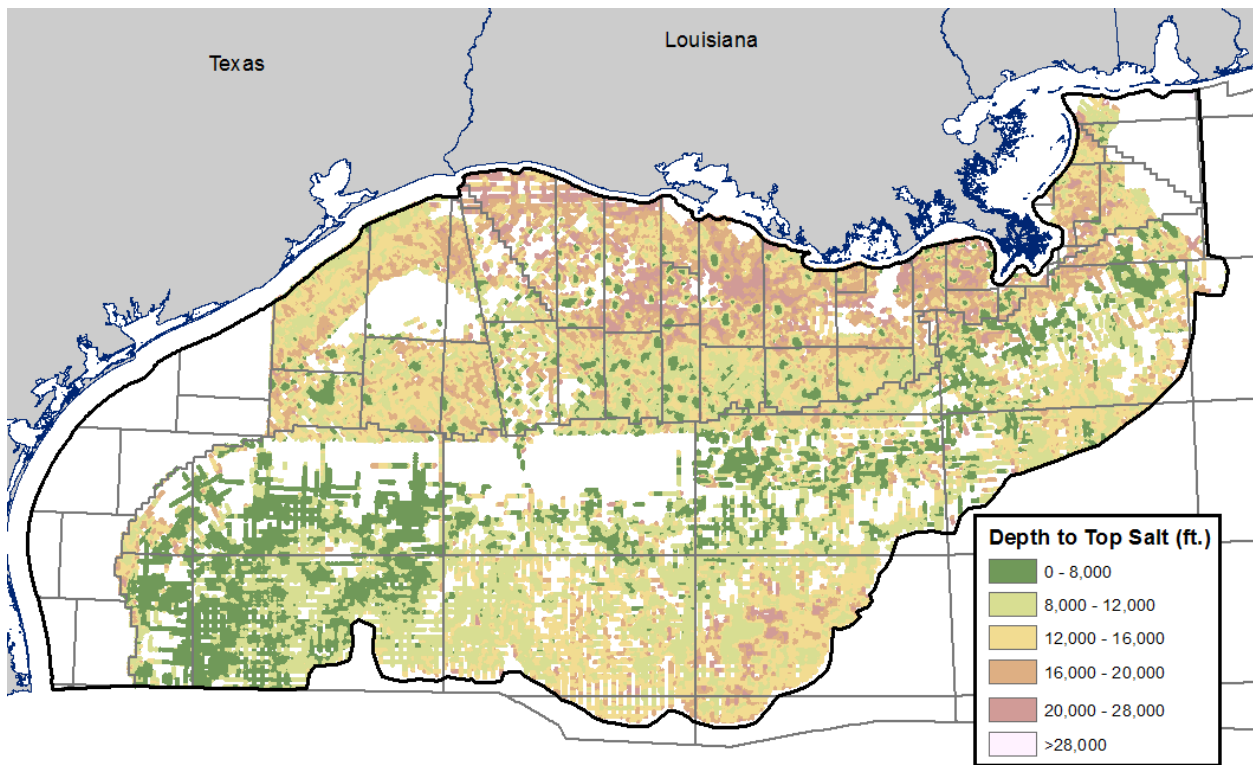 Texas
Louisiana
Depth to Top Salt (ft.)
0 - 8,000
8,000 - 12,000
12,000 - 16,000
16,000 - 20,000
20,000 - 28,000
>28,000